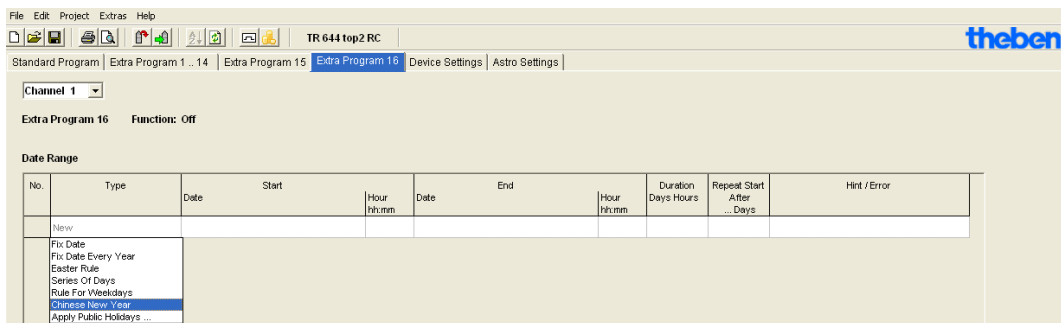 File Edit Project Extras Help
TR 644 top2 RC
theben
Standard Program Extra Program 1 .. 14 Extra Program 15 Extra Program 16 Device Settings Astro Settings
Channel 1
Extra Program 16 Function: Off
Date Range
No. Type Start End Duration Repeat Start Hint / Error
Date Hour Date Hour Days Hours After
hh:mm hh:mm ... Days
New
Fix Date
Fix Date Every Year
Easter Rule
Series Of Days
Rule For Weekdays
Chinese New Year
Apply Public Holidays ...